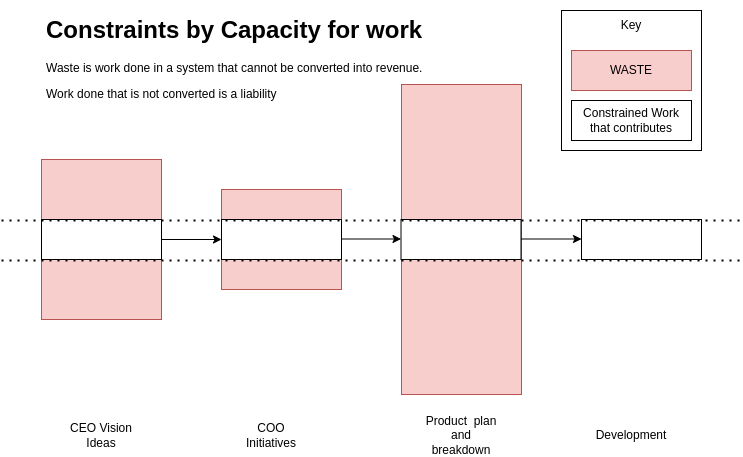 Constraints by Capacity for work
Waste is work done in a system that cannot be converted into revenue.
Work done that is not converted is a liability
Key
WASTE
Constrained Work
that contributes
CEO Vision
Ideas
COO
Initiatives
Product plan
and
breakdown
Development